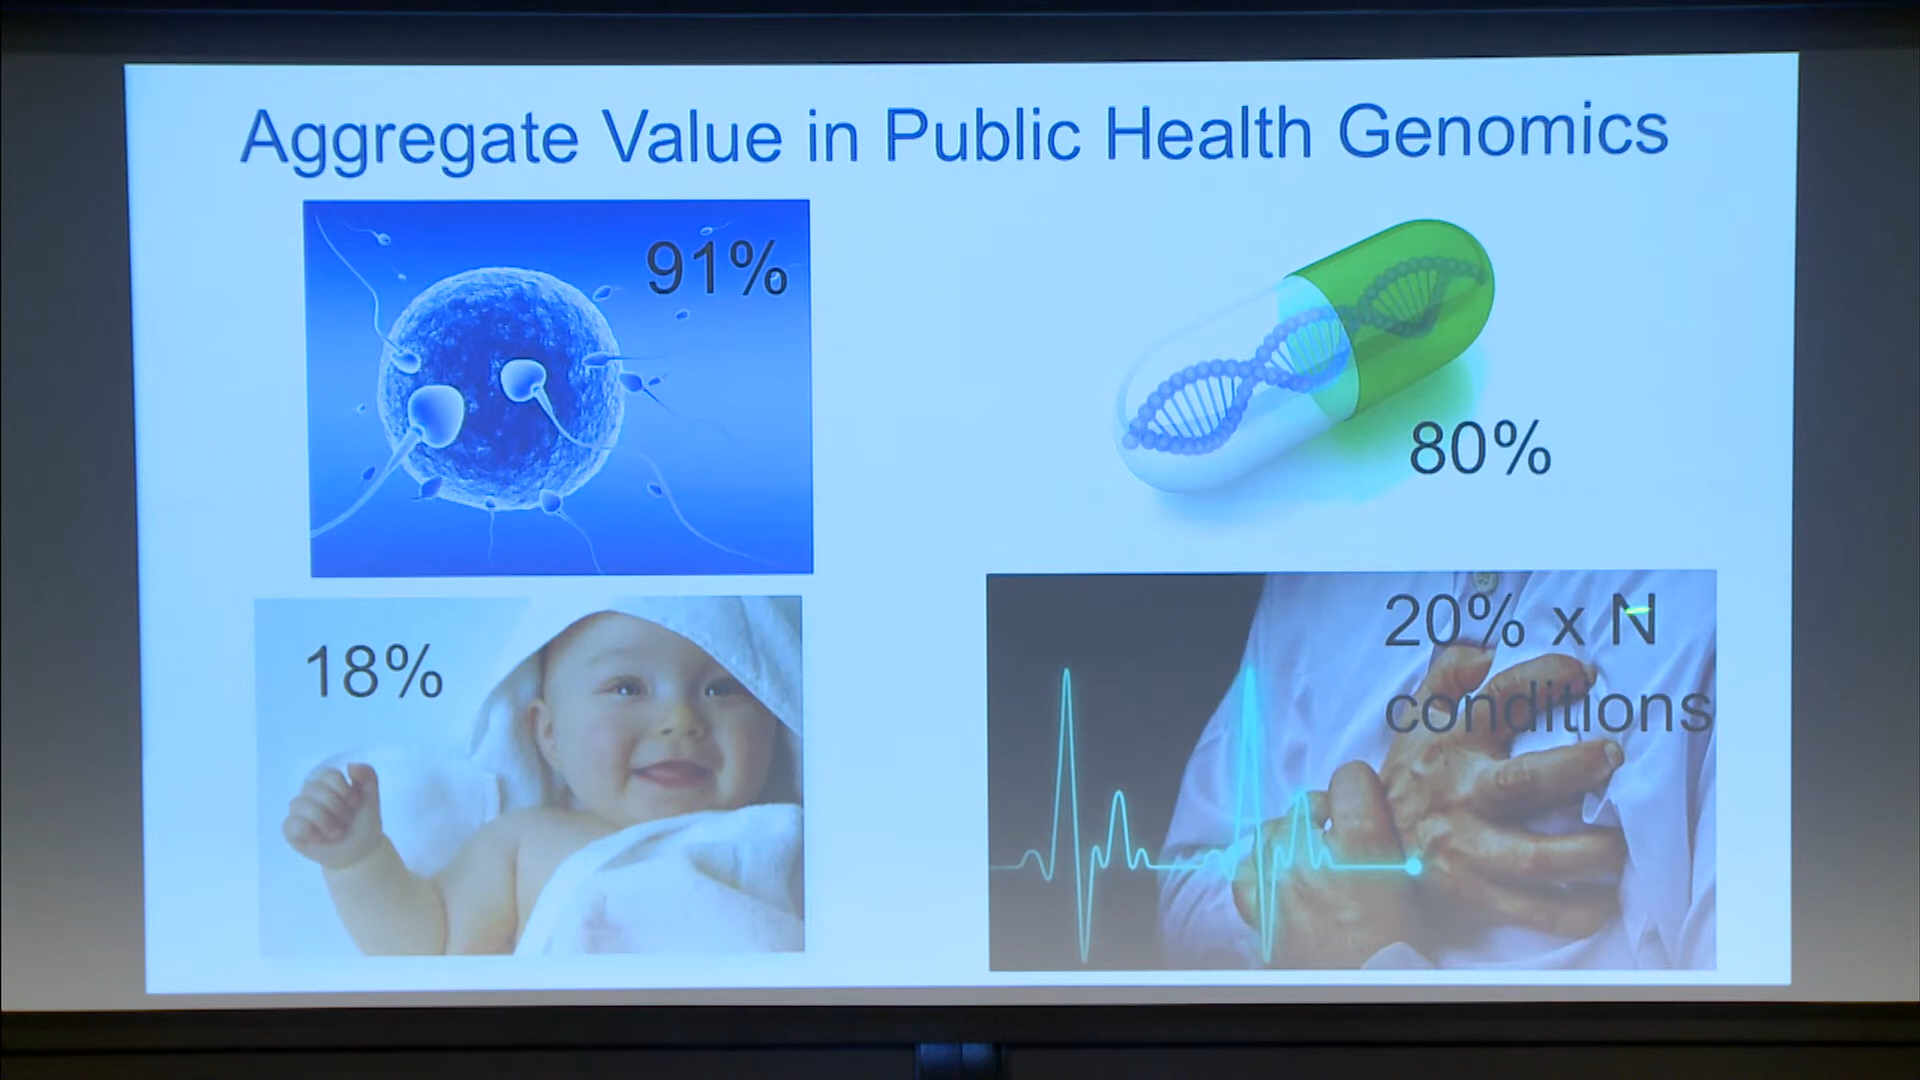 Aggregate Value in Public Health Genomics
91%
80%
18%
20% x N
conditions